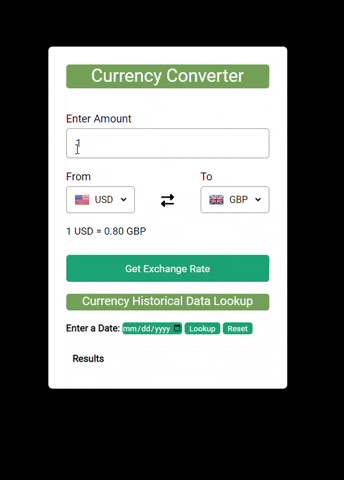 Currency Converter
Enter Amount
1
From To
USD GBP
1 USD = 0.80 GBP
Get Exchange Rate
Currency Historical Data Lookup
Enter a Date: mm/dd/yyyy Lookup Reset
Results